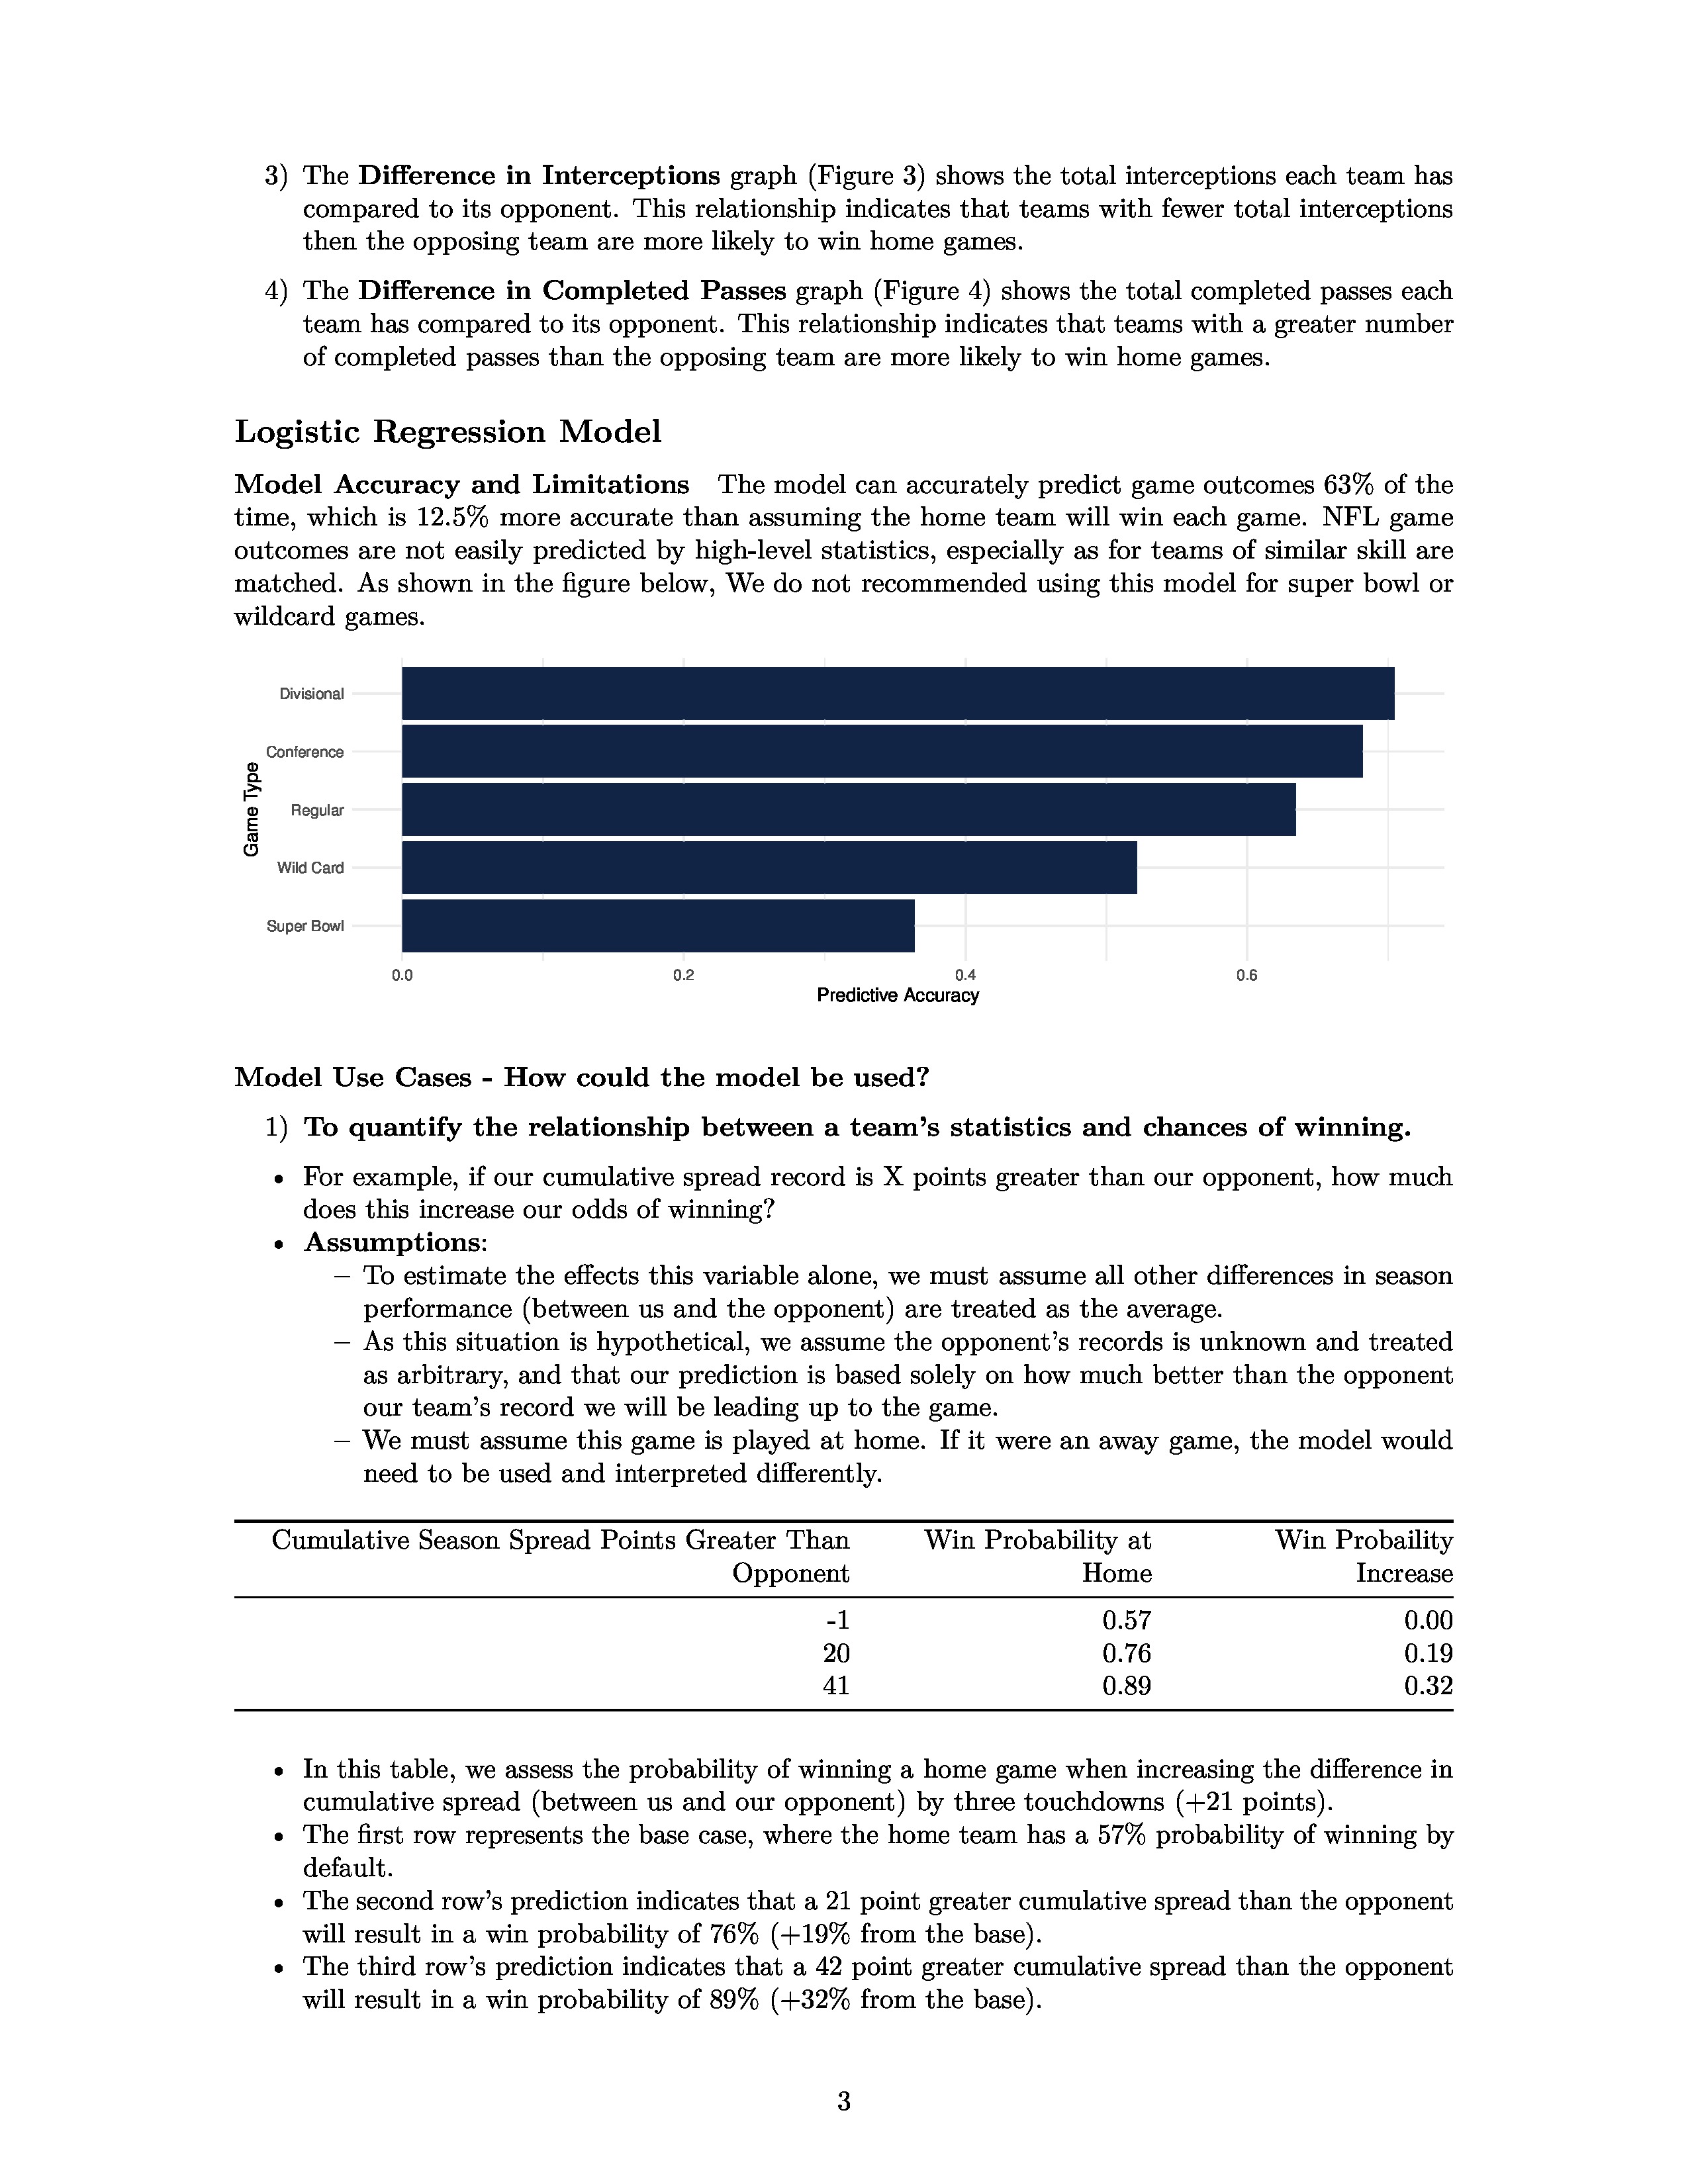 3) The Difference in Interceptions graph (Figure 3) shows the total interceptions each team has
compared to its opponent. This relationship indicates that teams with fewer total interceptions
then the opposing team are more likely to win home games.
4) The Difference in Completed Passes graph (Figure 4) shows the total completed passes each
team has compared to its opponent. This relationship indicates that teams with a greater number
of completed passes than the opposing team are more likely to win home games.
Logistic Regression Model
Model Accuracy and Limitations The model can accurately predict game outcomes 63% of the
time, which is 12.5% more accurate than assuming the home team will win each game. NFL game
outcomes are not easily predicted by high-level statistics, especially as for teams of similar skill are
matched. As shown in the figure below, We do not recommended using this model for super bowl or
wildcard games.
Game Type
Divisional
Conference
Regular
Wild Card
Super Bowl
0.0 0.2 0.4 0.6
Predictive Accuracy
Model Use Cases - How could the model be used?
1) To quantify the relationship between a team's statistics and chances of winning.
• For example, if our cumulative spread record is X points greater than our opponent, how much
does this increase our odds of winning?
• Assumptions:
– To estimate the effects this variable alone, we must assume all other differences in season
performance (between us and the opponent) are treated as the average.
– As this situation is hypothetical, we assume the opponent's records is unknown and treated
as arbitrary, and that our prediction is based solely on how much better than the opponent
our team's record we will be leading up to the game.
– We must assume this game is played at home. If it were an away game, the model would
need to be used and interpreted differently.
Cumulative Season Spread Points Greater Than Win Probability at Win Probaility
Opponent Home Increase
-1 0.57 0.00
20 0.76 0.19
41 0.89 0.32
• In this table, we assess the probability of winning a home game when increasing the difference in
cumulative spread (between us and our opponent) by three touchdowns (+21 points).
• The first row represents the base case, where the home team has a 57% probability of winning by
default.
• The second row's prediction indicates that a 21 point greater cumulative spread than the opponent
will result in a win probability of 76% (+19% from the base).
• The third row's prediction indicates that a 42 point greater cumulative spread than the opponent
will result in a win probability of 89% (+32% from the base).
3